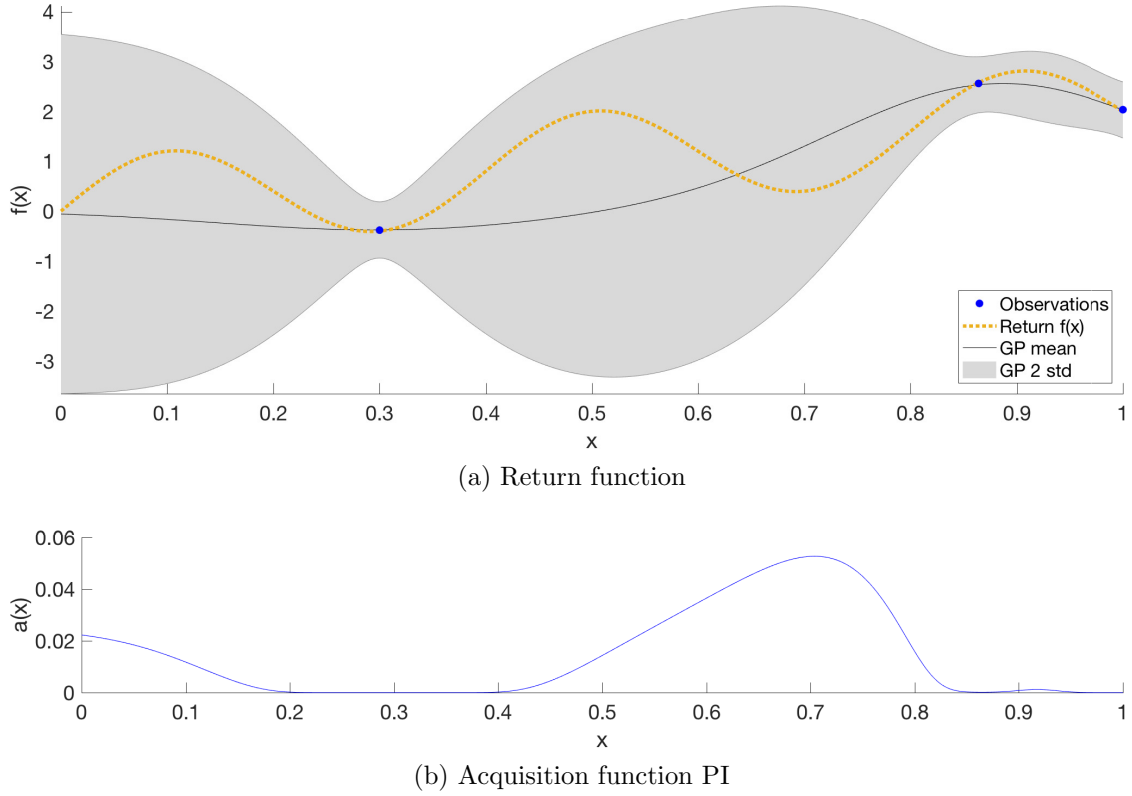 4
3
2
1
0
-1
-2
-3
f(x)
Observations
Return f(x)
GP mean
GP 2 std
0 0.1 0.2 0.3 0.4 0.5 0.6 0.7 0.8 0.9 1
x
(a) Return function
0.06
0.04
0.02
0
a(x)
0 0.1 0.2 0.3 0.4 0.5 0.6 0.7 0.8 0.9 1
x
(b) Acquisition function PI